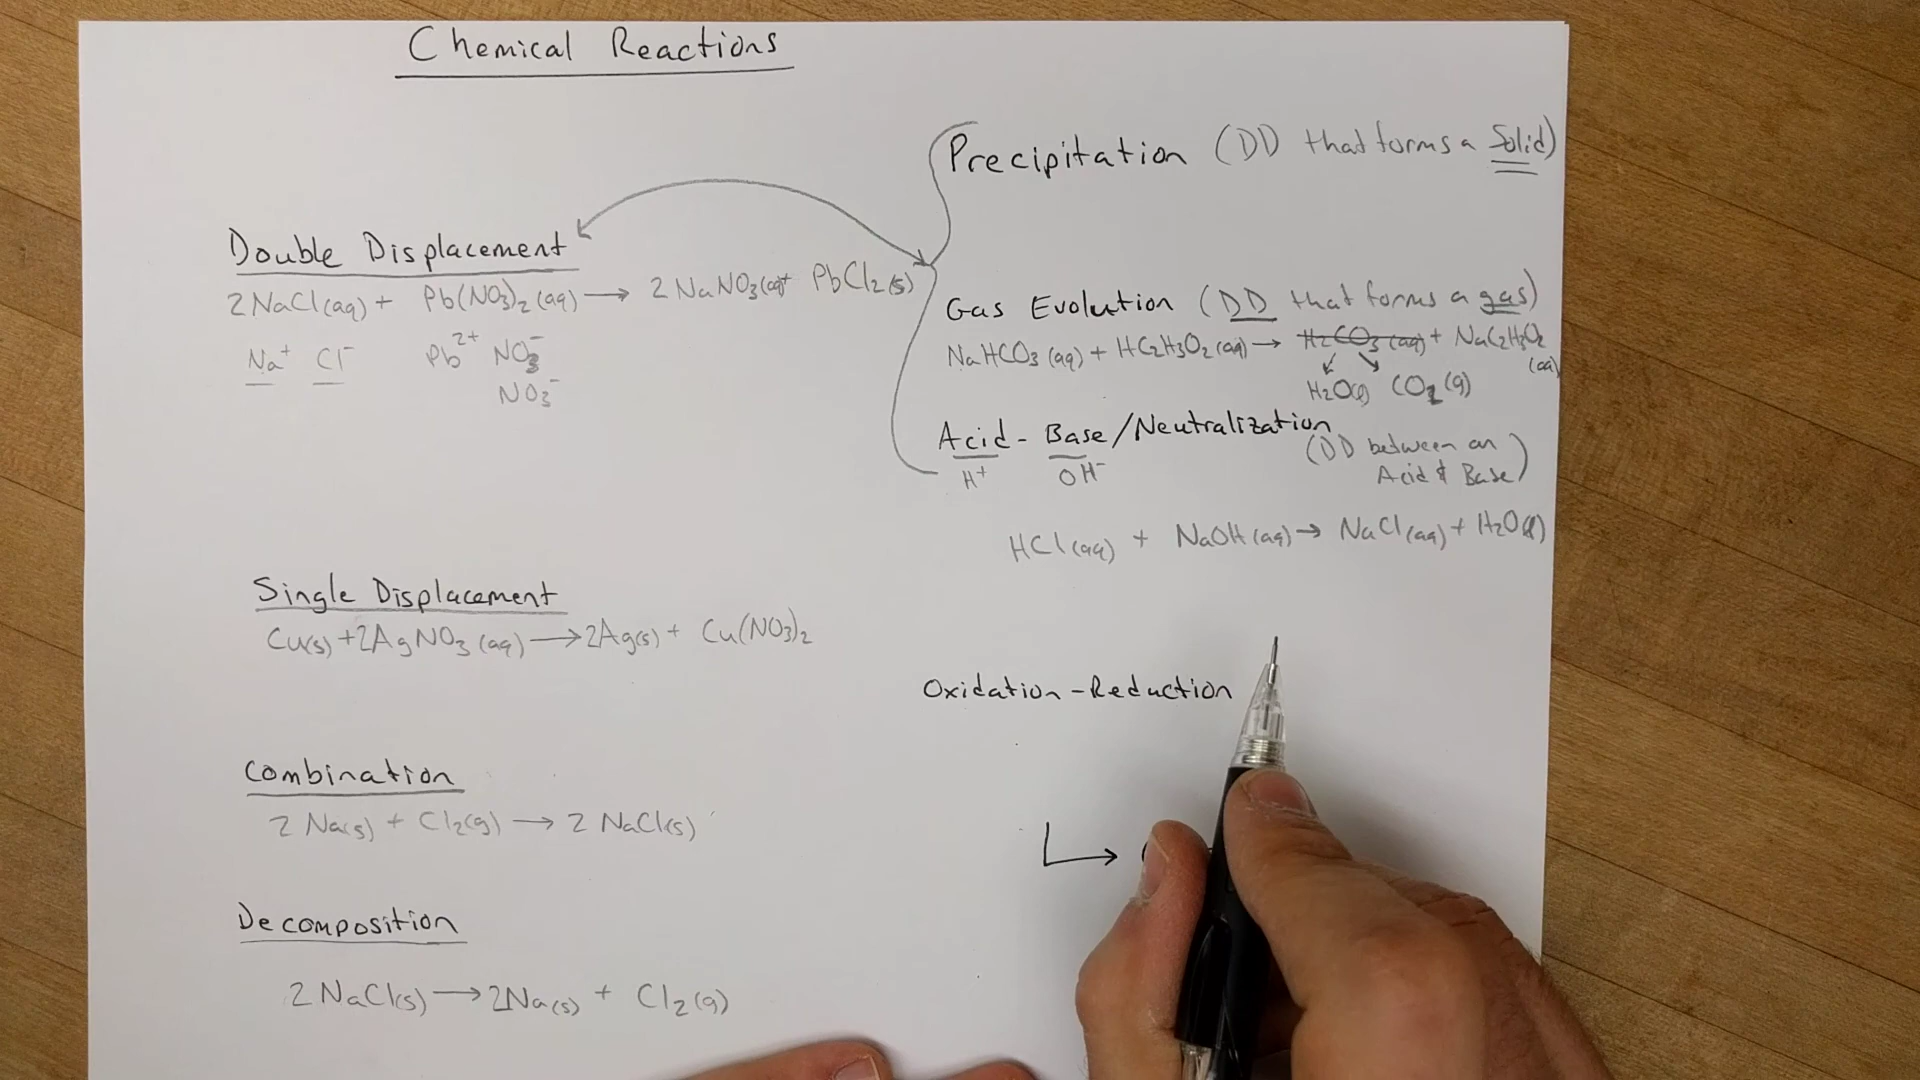 Chemical Reactions
Double Displacement
2NaCl(aq) + Pb(NO3)2(aq) → 2NaNO3(aq)+ PbCl2(s)
Na+ Cl- Pb2+ NO3-
NO3-
Single Displacement
Cu(s)+2AgNO3(aq) → 2Ag(s)+ Cu(NO3)2
Combination
2 Na(s) + Cl2(g) → 2 NaCl(s)
Decomposition
2 NaCl(s) → 2Na(s) + Cl2(g)
Precipitation (DD that forms a Solid)
Gas Evolution (DD that forms a gas)
NaHCO3(aq) + HC2H3O2(aq) → H2CO3(aq) + NaC2H3O2
(aq)
H2O(l) CO2(g)
Acid-Base/Neutralization
(DD between an
Acid & Base)
H+ OH-
HCl(aq) + NaOH(aq) → NaCl(aq) + H2O(l)
Oxidation-Reduction